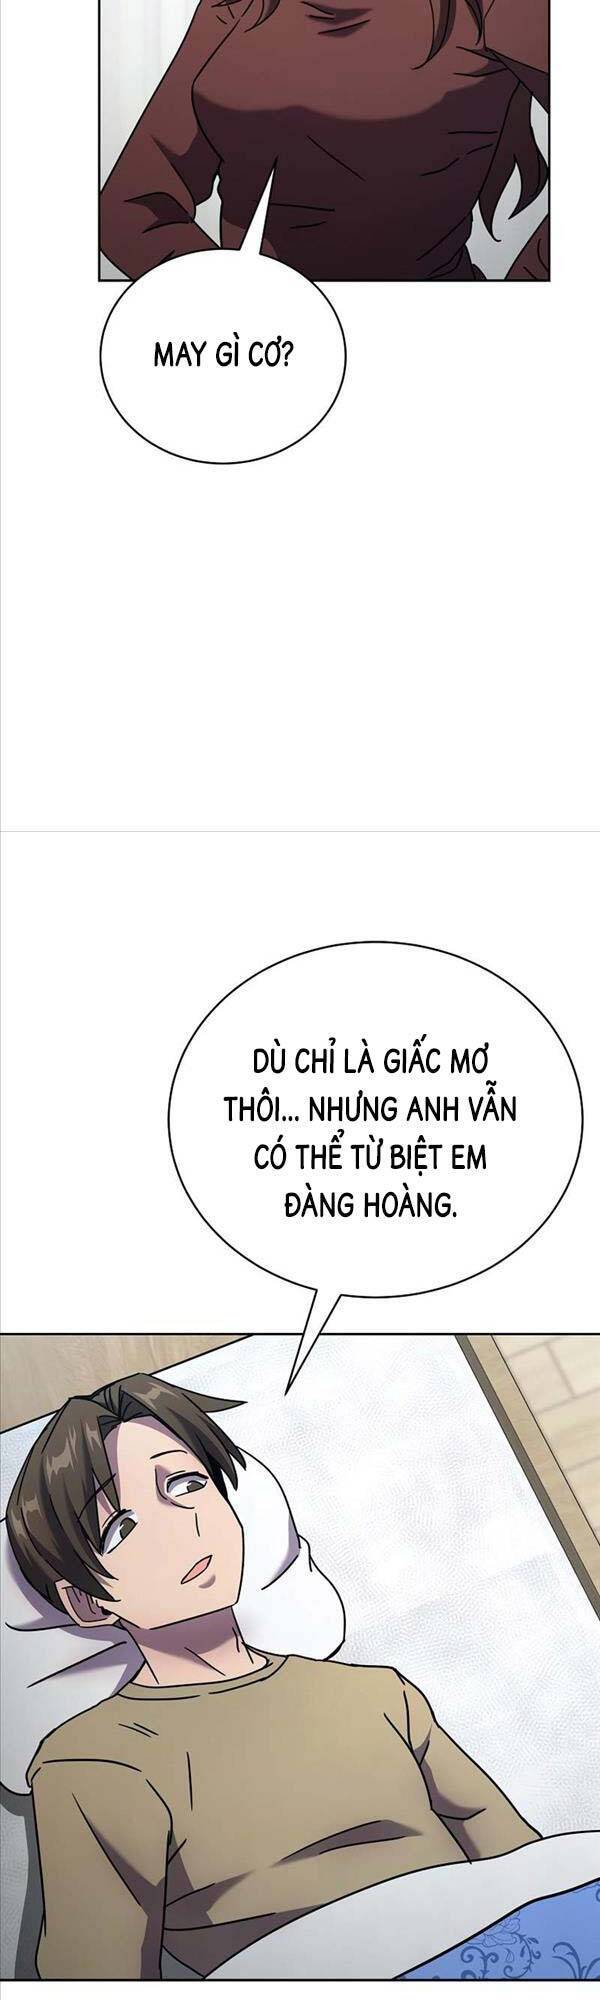 MAY GÌ CƠ?
DÙ CHỈ LÀ GIẤC MƠ
THÔI... NHƯNG ANH VẪN
CÓ THỂ TỪ BIỆT EM
ĐÀNG HOÀNG.